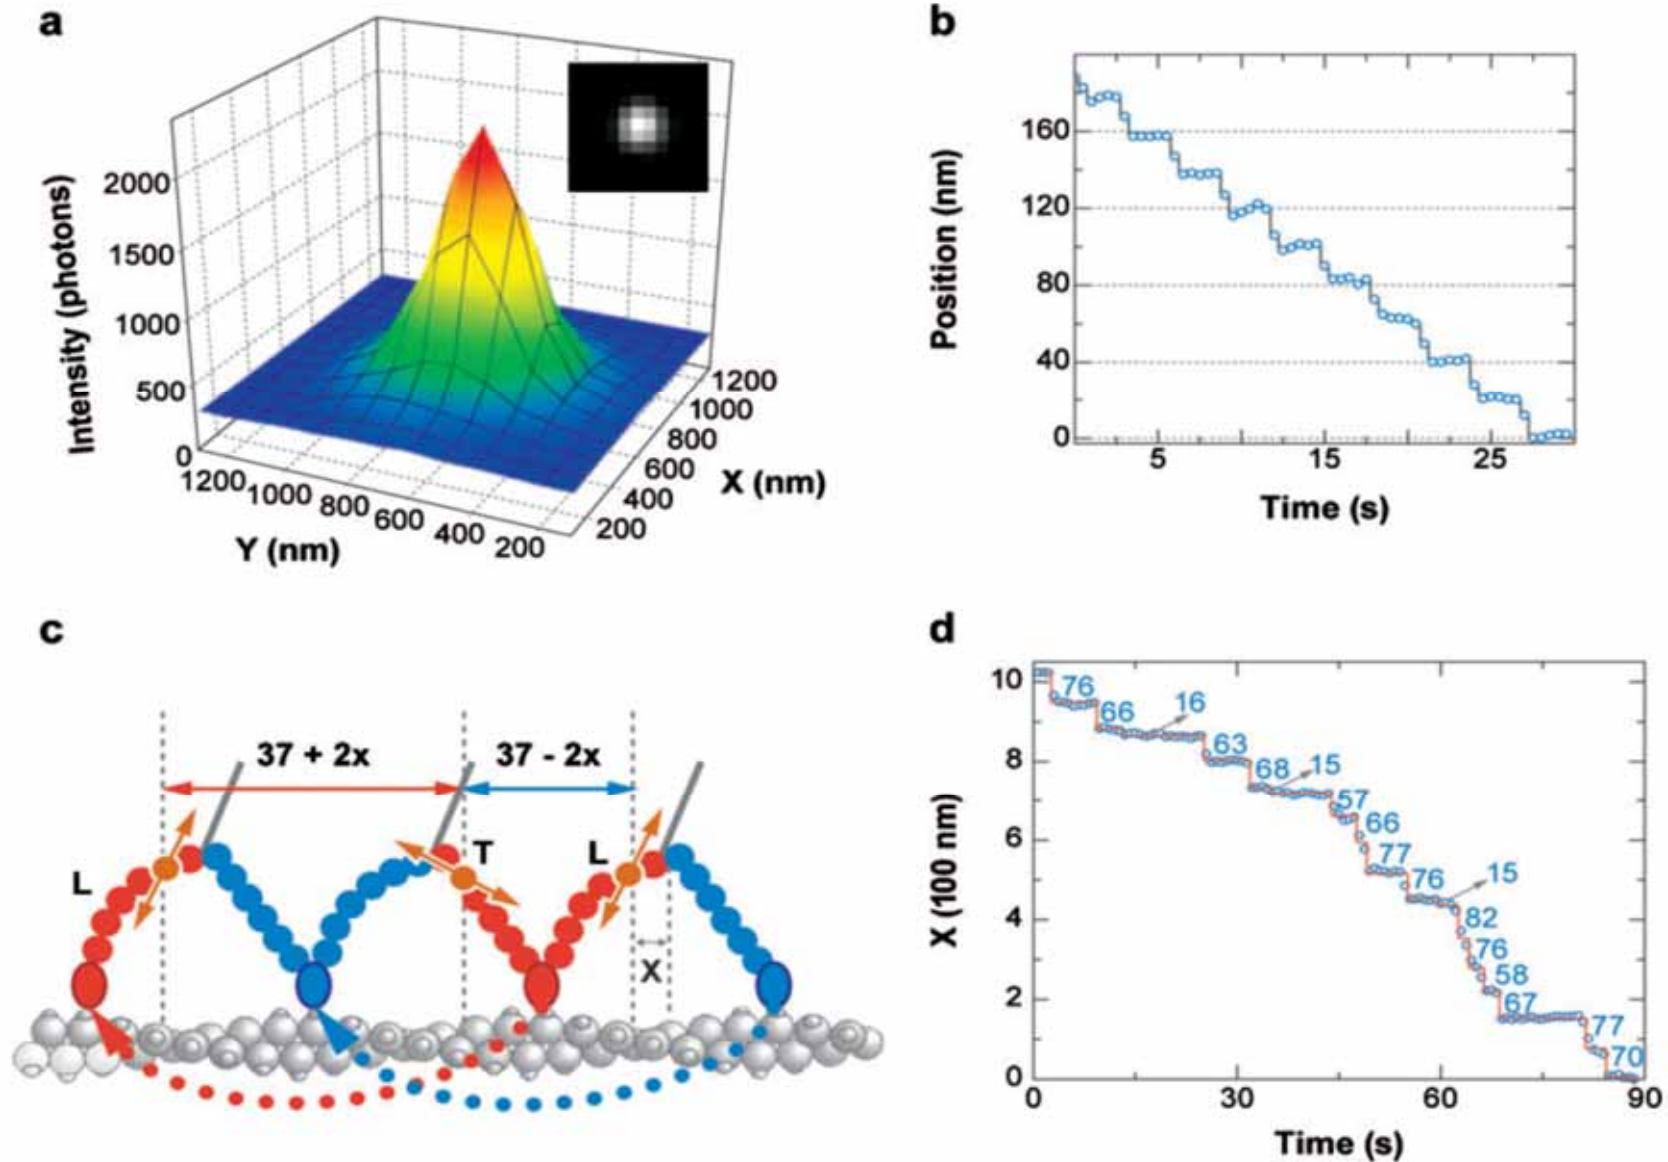 a
Intensity (photons)
2000
1500
1000
500
0
1200 1000 800 600 400 200
Y (nm)
1200
1000
800
600
400
200
X (nm)
b
Position (nm)
160
120
80
40
0
5 15 25
Time (s)
c
37 + 2x 37 - 2x
L T L
X
d
X (100 nm)
10
8
6
4
2
0
76
66
16
63
68
15
57
66
77
76
15
82
76
58
67
77
70
0 30 60 90
Time (s)